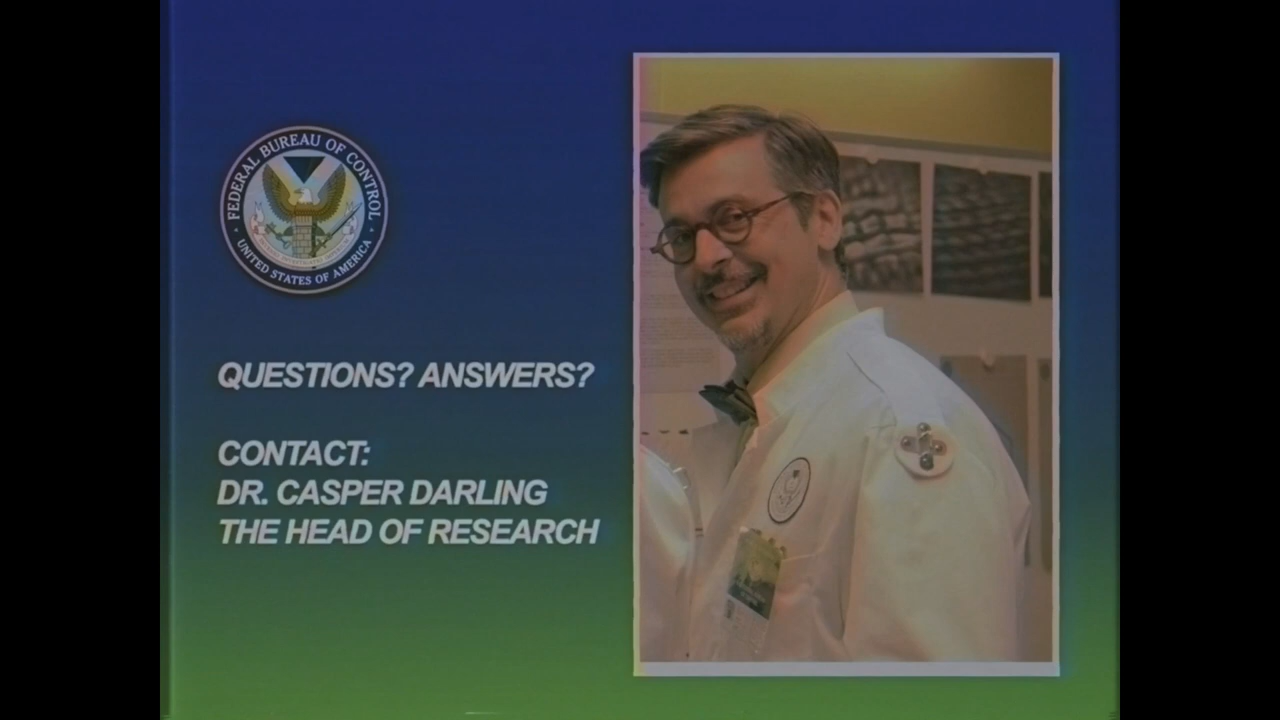 FEDERAL BUREAU OF CONTROL
UNITED STATES OF AMERICA
QUESTIONS? ANSWERS?
CONTACT:
DR. CASPER DARLING
THE HEAD OF RESEARCH